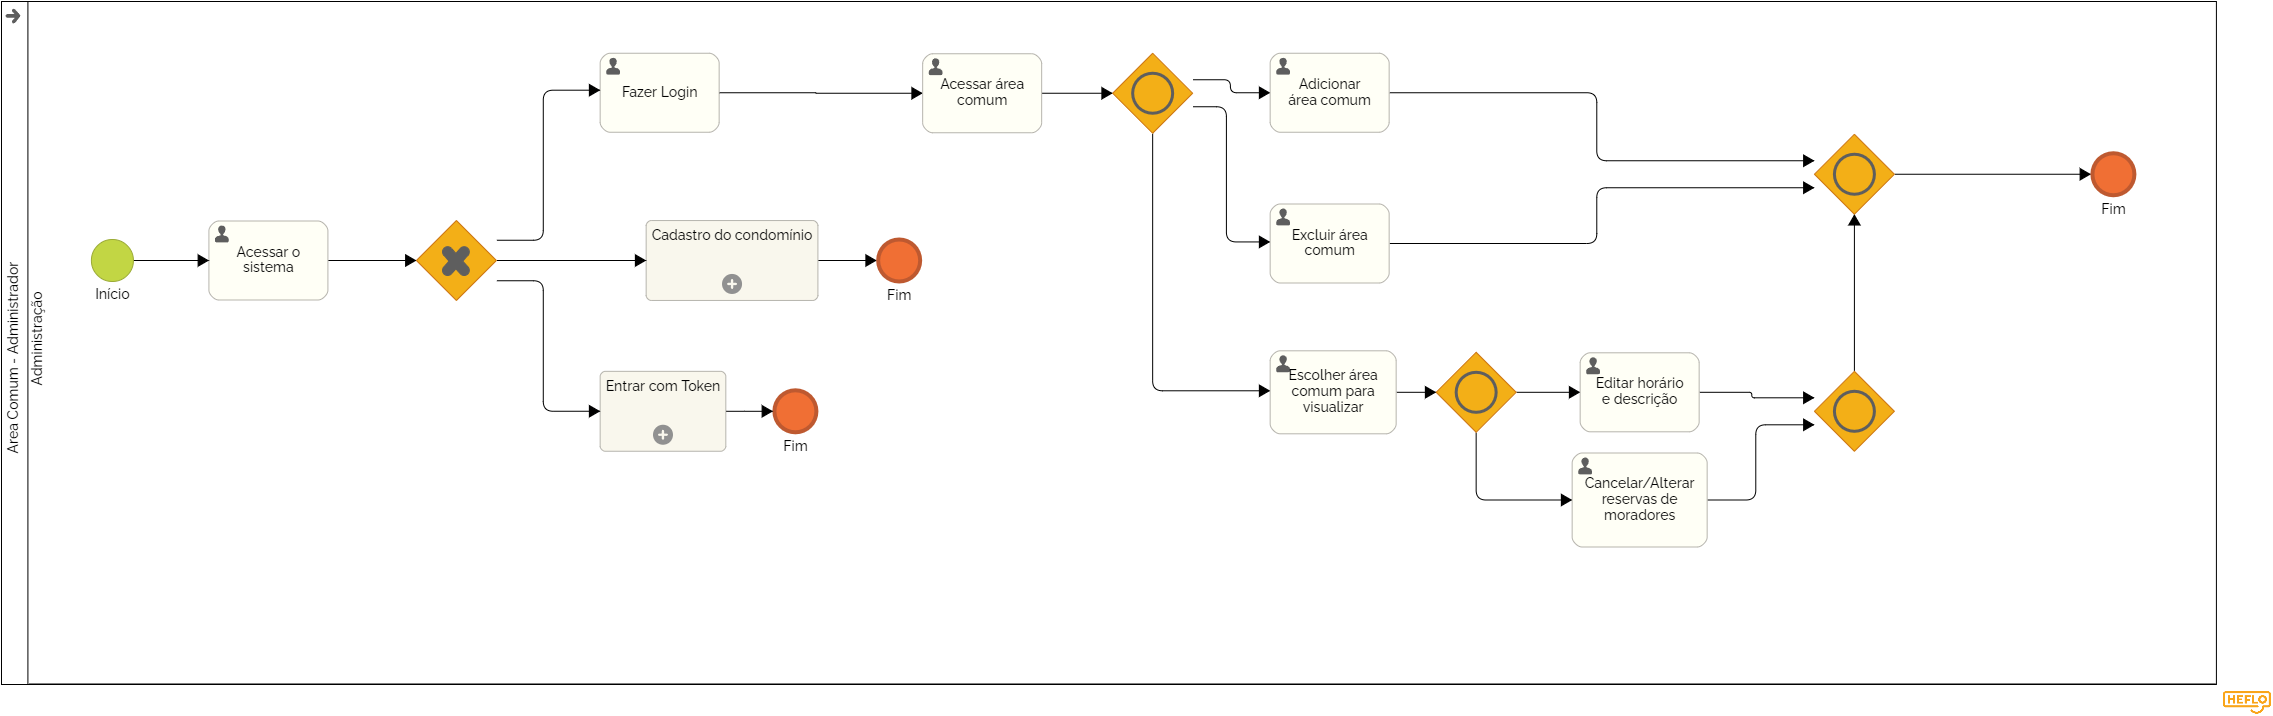 Area Comum - Administrador
Administração
Início
Acessar o
sistema
Fazer Login
Cadastro do condomínio
Fim
Entrar com Token
Fim
Acessar área
comum
Adicionar
área comum
Excluir área
comum
Escolher área
comum para
visualizar
Editar horário
e descrição
Cancelar/Alterar
reservas de
moradores
Fim
HEFLO